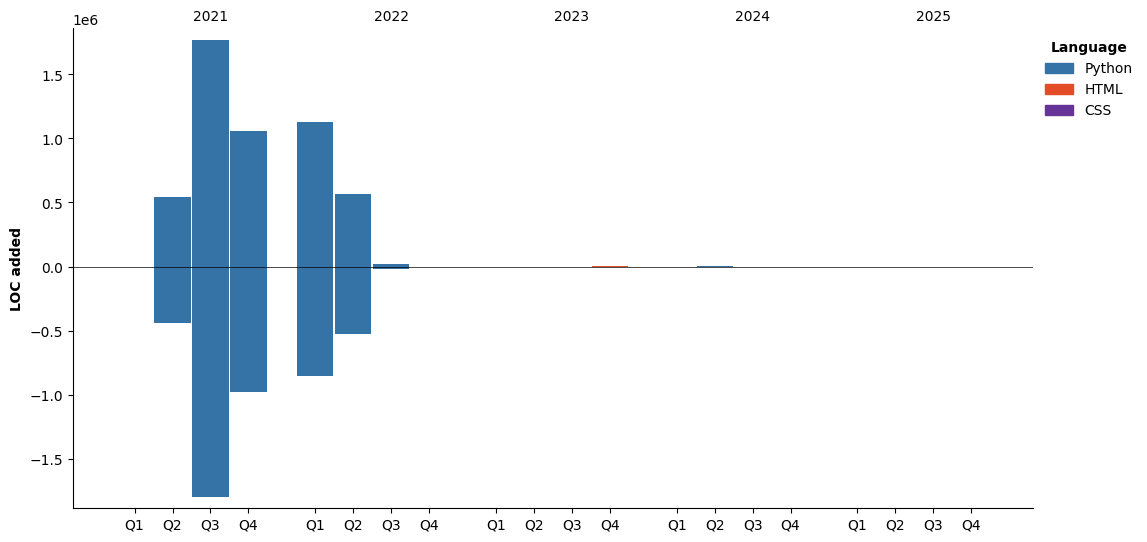 1e6
2021 2022 2023 2024 2025
Language
Python
HTML
CSS
LOC added
1.5
1.0
0.5
0.0
−0.5
−1.0
−1.5
Q1 Q2 Q3 Q4 Q1 Q2 Q3 Q4 Q1 Q2 Q3 Q4 Q1 Q2 Q3 Q4 Q1 Q2 Q3 Q4